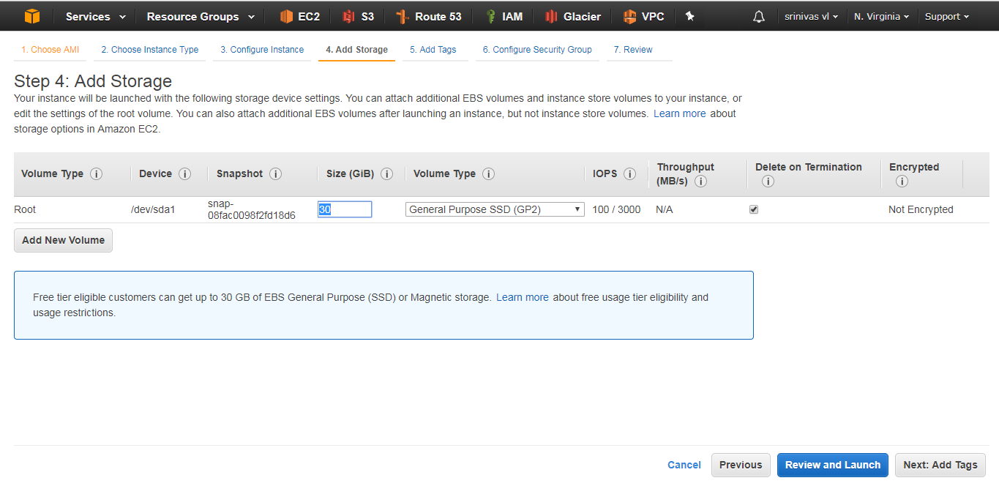 Services Resource Groups EC2 S3 Route 53 IAM Glacier VPC srinivas vl N. Virginia Support
1. Choose AMI 2. Choose Instance Type 3. Configure Instance 4. Add Storage 5. Add Tags 6. Configure Security Group 7. Review
Step 4: Add Storage
Your instance will be launched with the following storage device settings. You can attach additional EBS volumes and instance store volumes to your instance, or
edit the settings of the root volume. You can also attach additional EBS volumes after launching an instance, but not instance store volumes. Learn more about
storage options in Amazon EC2.
Volume Type i Device i Snapshot i Size (GiB) i Volume Type i IOPS i Throughput (MB/s) i Delete on Termination i Encrypted i
Root /dev/sda1 snap-08fac0098f2fd18d6 30 General Purpose SSD (GP2) 100 / 3000 N/A Not Encrypted
Add New Volume
Free tier eligible customers can get up to 30 GB of EBS General Purpose (SSD) or Magnetic storage. Learn more about free usage tier eligibility and
usage restrictions.
Cancel Previous Review and Launch Next: Add Tags